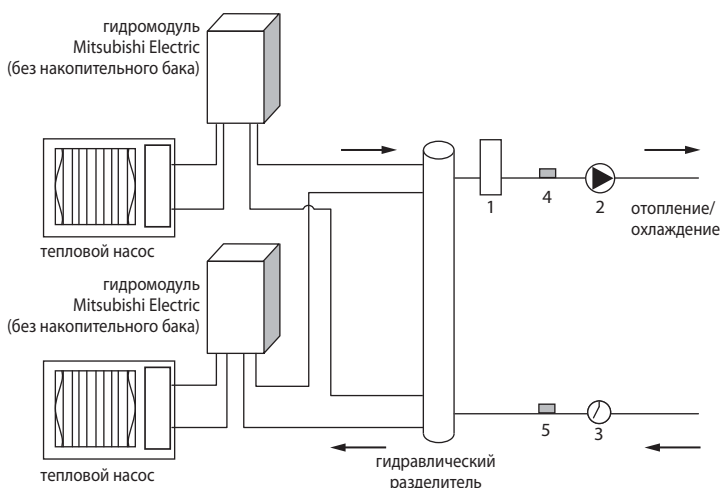 гидромодуль
Mitsubishi Electric
(без накопительного бака)
тепловой насос
1
4
2
отопление/
охлаждение
гидромодуль
Mitsubishi Electric
(без накопительного бака)
тепловой насос
5
3
гидравлический
разделитель